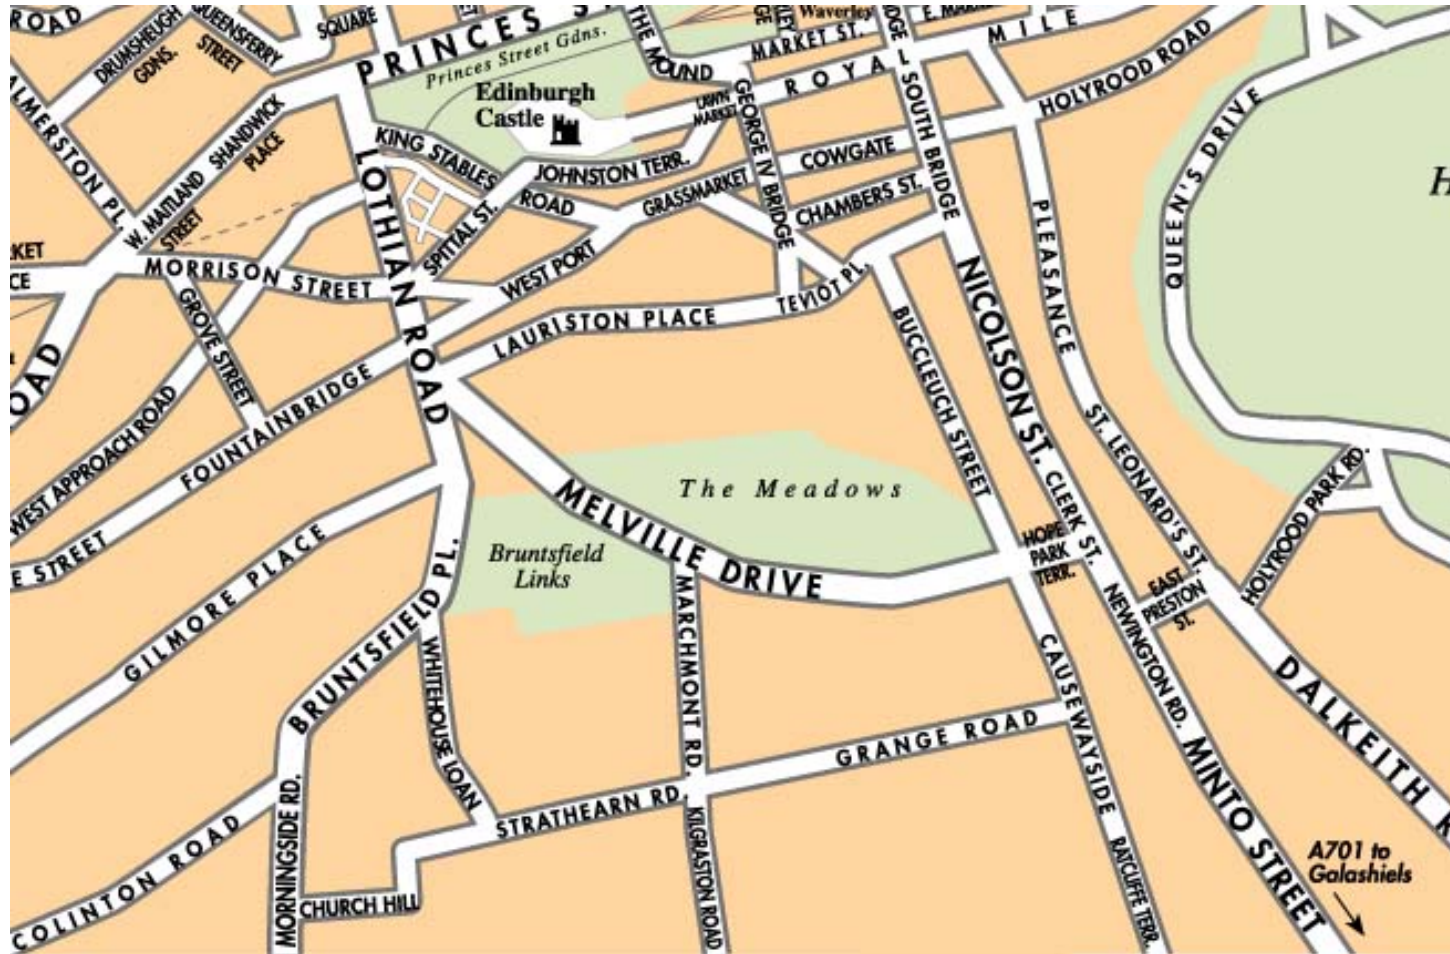 ROAD
DRUMSHEUGH
GDNS.
QUEENSFERRY
STREET
SQUARE
PRINCES
Princes Street Gdns.
THE MOUND
MARKET ST.
Waverley
E.
MILE
ROYAL
HOLYROOD ROAD
Edinburgh
Castle
LAWN
MARKET
GEORGE IV BRIDGE
SOUTH BRIDGE
QUEEN'S DRIVE
SHANDWICK
PLACE
W. MAITLAND
STREET
KING STABLES
ROAD
JOHNSTON TERR.
GRASSMARKET
COWGATE
CHAMBERS ST.
PLEASANCE
LOTHIAN ROAD
SPITTAL ST.
WEST PORT
MORRISON STREET
GROVE STREET
LAURISTON PLACE
TEVIOT PL.
NICOLSON ST.
BUCCLEUCH STREET
WEST APPROACH ROAD
FOUNTAINBRIDGE
STREET
The Meadows
CLERK ST.
ST. LEONARD'S ST.
HOLYROOD PARK RD.
MELVILLE DRIVE
Bruntsfield
Links
HOPE
PARK
TERR.
EAST
PRESTON
ST.
GILMORE PLACE
BRUNTSFIELD PL.
WHITEHOUSE LOAN
MARCHMONT RD.
CAUSEWAYSIDE
NEWINGTON RD.
DALKEITH
GRANGE ROAD
STRATHEARN RD.
MINTO STREET
MORNINGSIDE RD.
COLINTON ROAD
CHURCH HILL
KILGRASTON ROAD
RATCLIFFE TERR.
A701 to
Galashiels